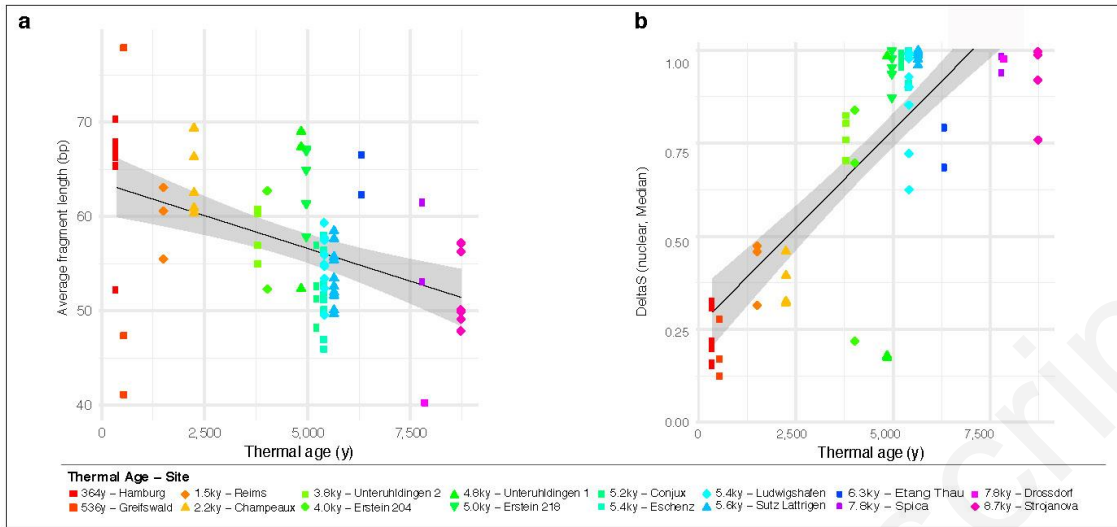 a
b
Average fragment length (bp)
70
60
50
40
0 2,500 5,000 7,500
Thermal age (y)
DeltaS (nuclear, Median)
1.00
0.75
0.50
0.25
0.00
0 2,500 5,000 7,500
Thermal age (y)
Thermal Age – Site
364y – Hamburg 1.5ky – Reims 3.8ky – Unteruhldingen 2 4.8ky – Unteruhldingen 1 5.2ky – Conjux 5.4ky – Ludwigshafen 6.3ky – Etang Thau 7.8ky – Drossdorf
536y – Greifswald 2.2ky – Champeaux 4.0ky – Erstein 204 5.0ky – Erstein 216 5.4ky – Eschenz 5.6ky – Sutz Lattrigen 7.8ky – Spica 8.7ky – Strojanova